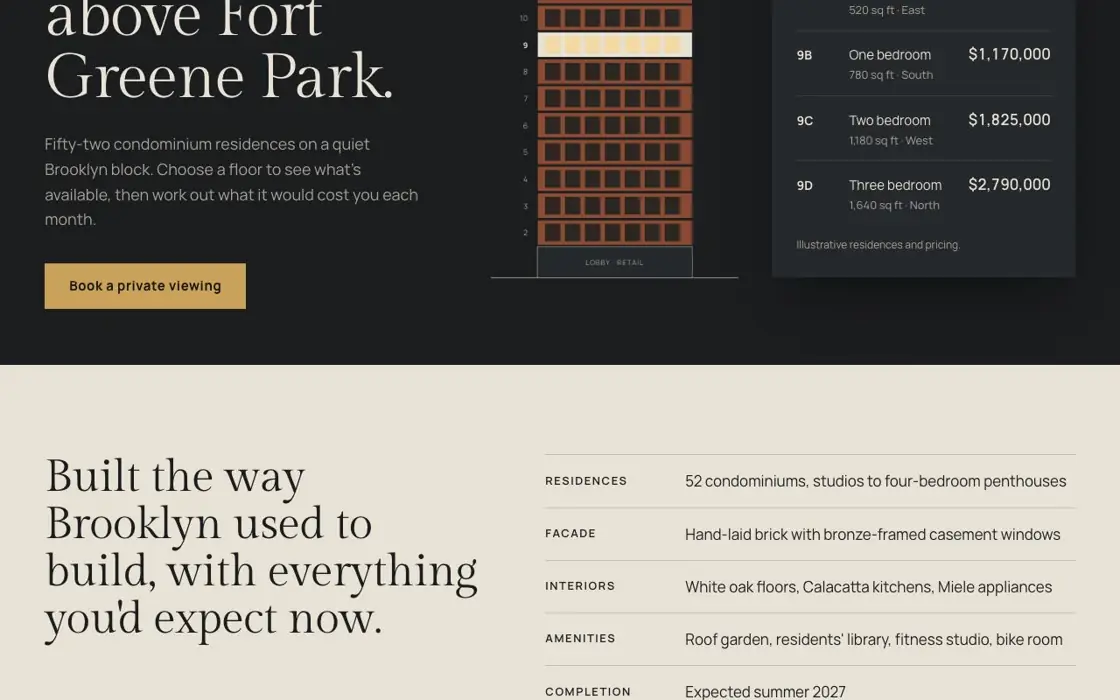 above Fort
Greene Park.
Fifty-two condominium residences on a quiet
Brooklyn block. Choose a floor to see what's
available, then work out what it would cost you each
month.
Book a private viewing
10
9
8
7
6
5
4
3
2
LOBBY · RETAIL
520 sq ft · East
9B One bedroom $1,170,000
780 sq ft · South
9C Two bedroom $1,825,000
1,180 sq ft · West
9D Three bedroom $2,790,000
1,640 sq ft · North
Illustrative residences and pricing.
Built the way
Brooklyn used to
build, with everything
you'd expect now.
RESIDENCES 52 condominiums, studios to four-bedroom penthouses
FACADE Hand-laid brick with bronze-framed casement windows
INTERIORS White oak floors, Calacatta kitchens, Miele appliances
AMENITIES Roof garden, residents' library, fitness studio, bike room
COMPLETION Expected summer 2027